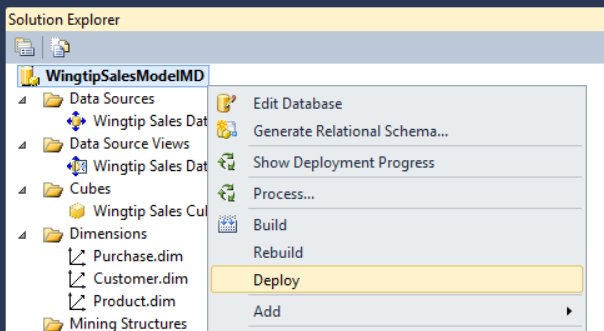 Solution Explorer
WingtipSalesModelMD
Data Sources
Wingtip Sales Dat
Data Source Views
Wingtip Sales Dat
Cubes
Wingtip Sales Cul
Dimensions
Purchase.dim
Customer.dim
Product.dim
Mining Structures
Edit Database
Generate Relational Schema...
Show Deployment Progress
Process...
Build
Rebuild
Deploy
Add